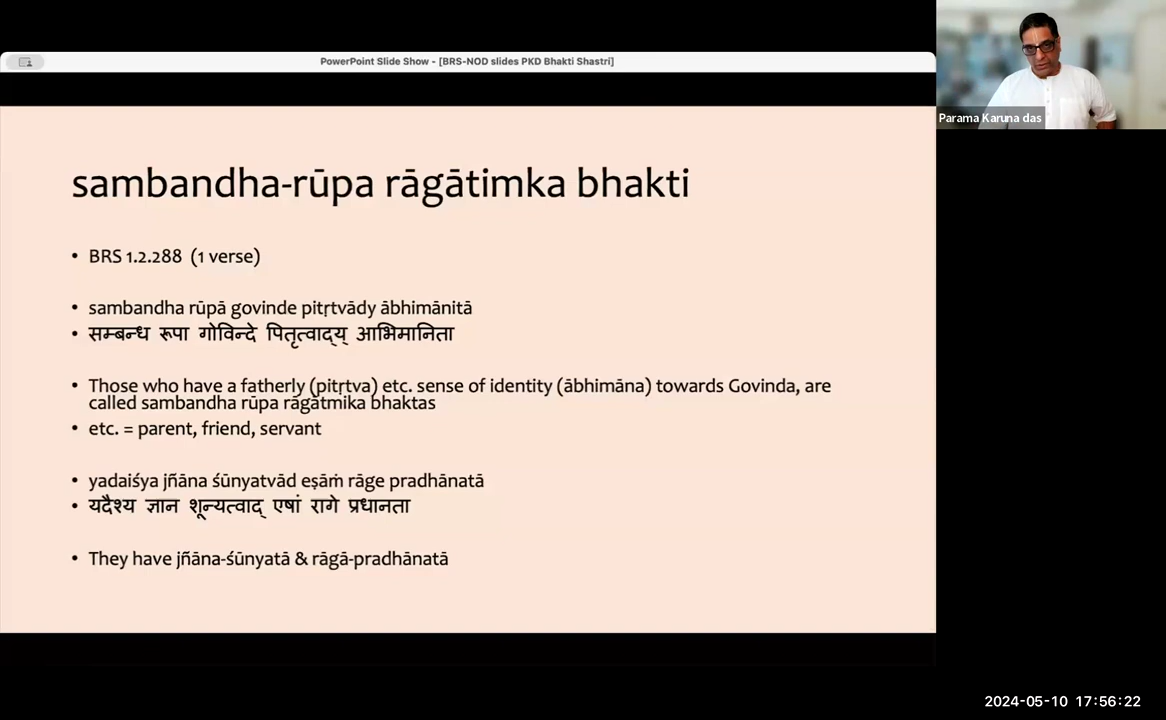 PowerPoint Slide Show - [BRS-NOD slides PKD Bhakti Shastri]
Parama Karuna das
sambandha-rūpa rāgātimka bhakti
• BRS 1.2.288 (1 verse)
• sambandha rūpā govinde pitṛtvādy ābhimānitā
• सम्बन्ध रूपा गोविन्दे पितृत्वाद्य् आभिमानिता
• Those who have a fatherly (pitṛtva) etc. sense of identity (ābhimāna) towards Govinda, are
called sambandha rūpa rāgātmika bhaktas
• etc. = parent, friend, servant
• yadaiśya jñāna śūnyatvād eṣāṁ rāge pradhānatā
• यदैश्य ज्ञान शून्यत्वाद् एषां रागे प्रधानता
• They have jñāna-śūnyatā & rāgā-pradhānatā
2024-05-10 17:56:22